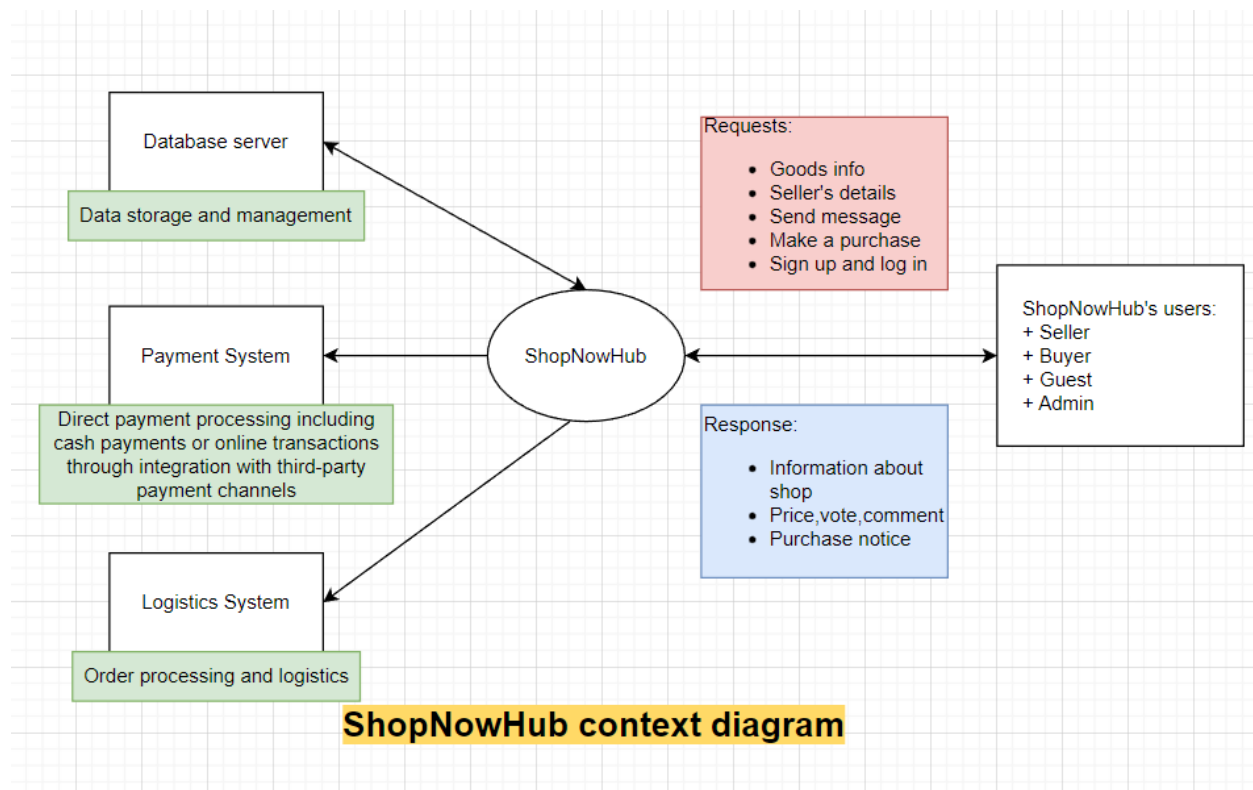 Database server
Data storage and management
Payment System
Direct payment processing including
cash payments or online transactions
through integration with third-party
payment channels
Logistics System
Order processing and logistics
ShopNowHub
Requests:
• Goods info
• Seller's details
• Send message
• Make a purchase
• Sign up and log in
Response:
• Information about
shop
• Price,vote,comment
• Purchase notice
ShopNowHub's users:
+ Seller
+ Buyer
+ Guest
+ Admin
ShopNowHub context diagram